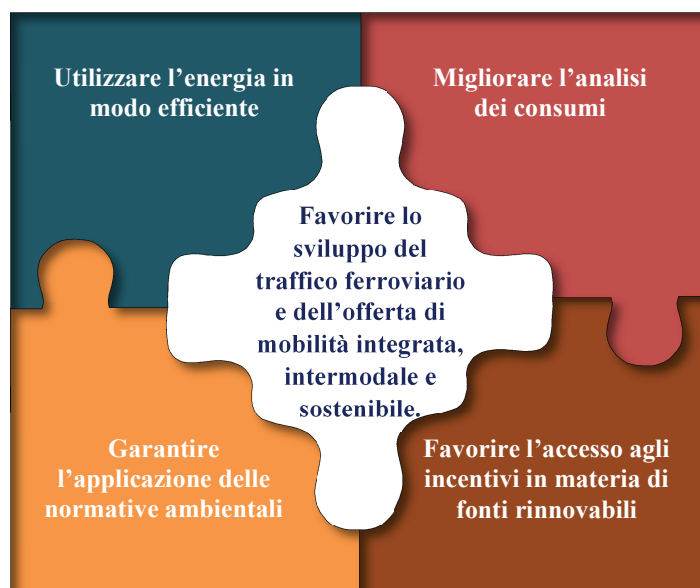 Utilizzare l’energia in
modo efficiente
Migliorare l’analisi
dei consumi
Favorire lo
sviluppo del
traffico ferroviario
e dell’offerta di
mobilità integrata,
intermodale e
sostenibile.
Garantire
l’applicazione delle
normative ambientali
Favorire l’accesso agli
incentivi in materia di
fonti rinnovabili